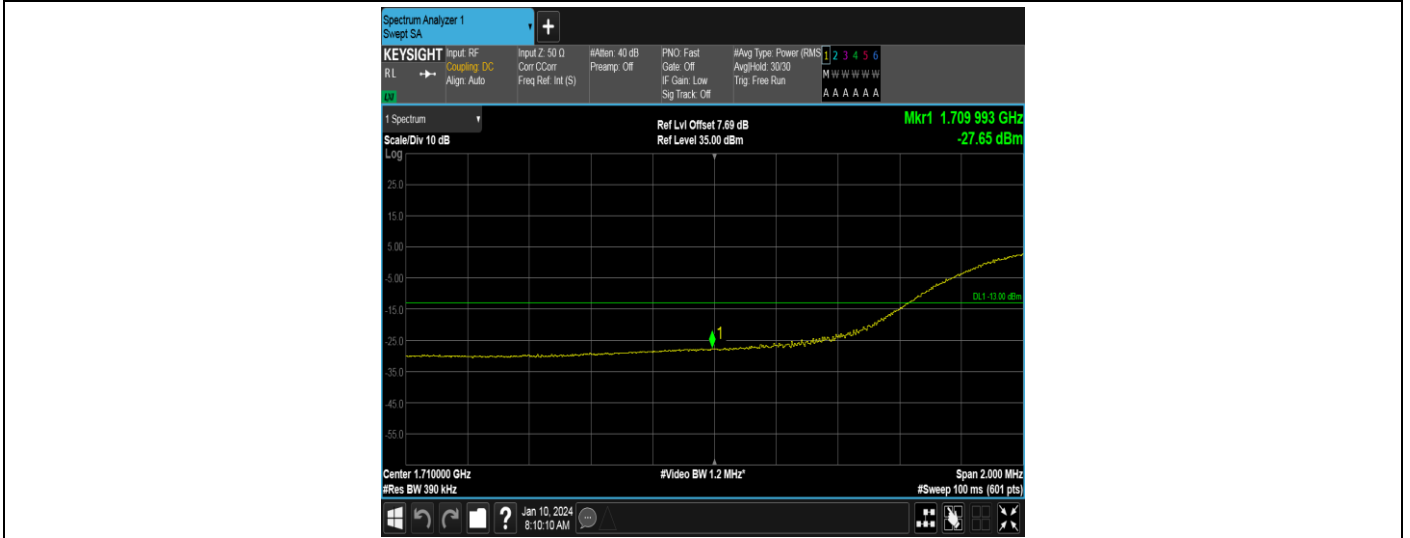 Spectrum Analyzer 1
Swept SA
+
KEYSIGHT
RL
Input: RF
Coupling: DC
Align: Auto
Input Z: 50 Ω
Corr CCorr
Freq Ref: Int (S)
#Atten: 40 dB
Preamp: Off
PNO: Fast
Gate: Off
IF Gain: Low
Sig Track: Off
#Avg Type: Power (RMS
Avg|Hold: 30/30
Trig: Free Run
1 2 3 4 5 6
M W W W W W
A A A A A A
1 Spectrum
Scale/Div 10 dB
Log
Ref Lvl Offset 7.69 dB
Ref Level 35.00 dBm
Mkr1 1.709 993 GHz
-27.65 dBm
25.0
15.0
5.00
-5.00
DL1 -13.00 dBm
-15.0
1
-25.0
-35.0
-45.0
-55.0
Center 1.710000 GHz
#Video BW 1.2 MHz*
Span 2.000 MHz
#Res BW 390 kHz
#Sweep 100 ms (601 pts)
?
Jan 10, 2024
8:10:10 AM